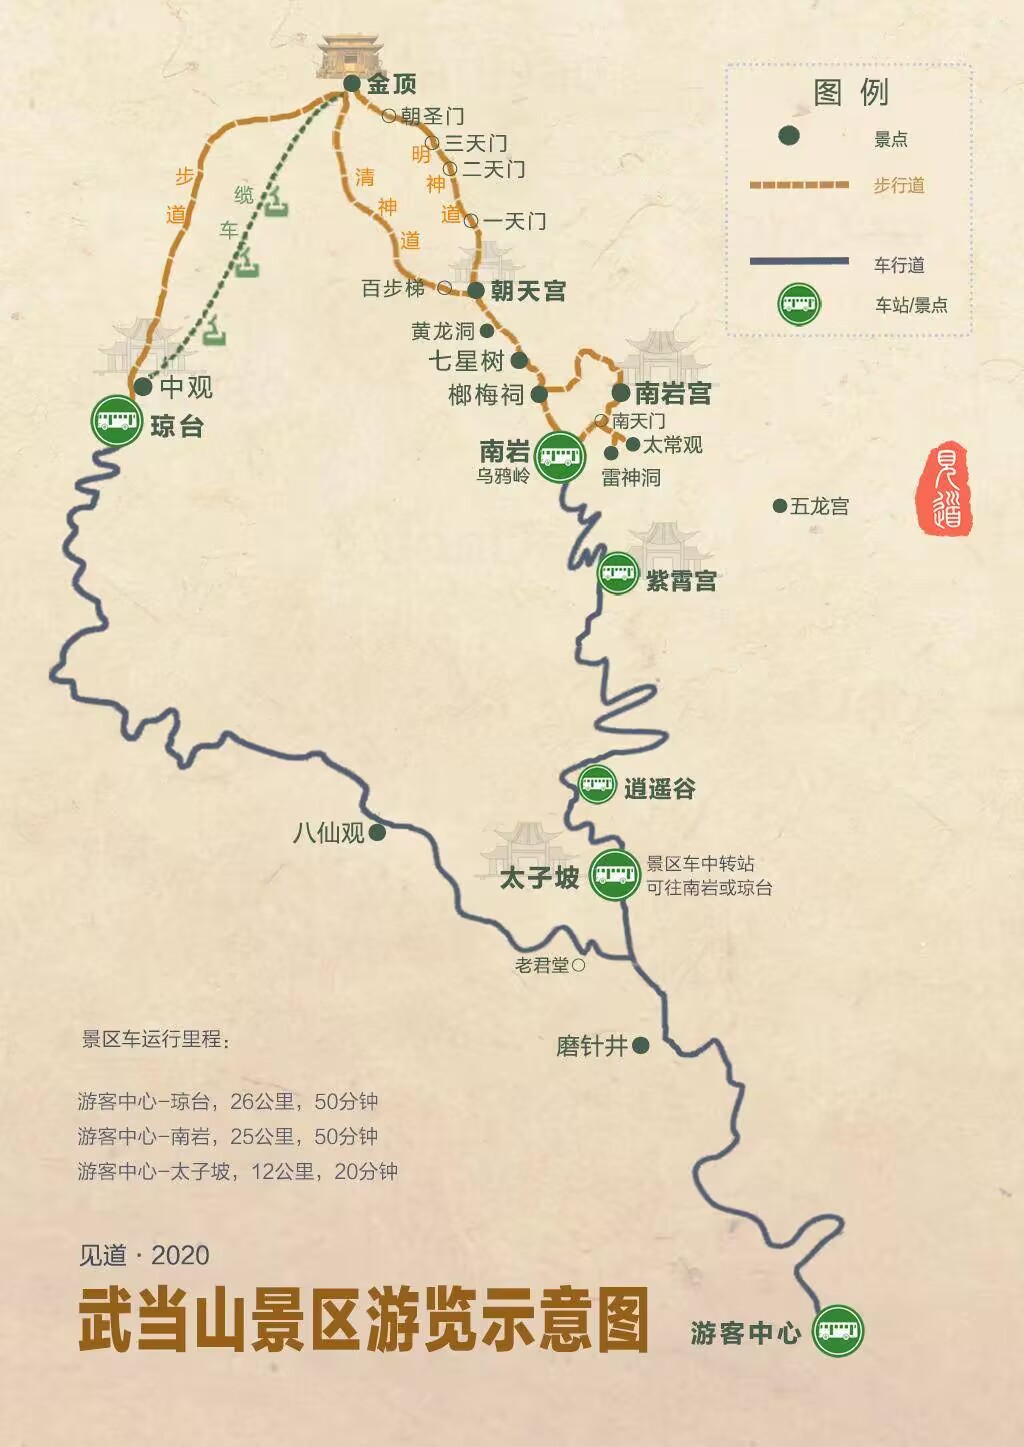 金顶
朝圣门
三天门
二天门
一天门
明神道
清神道
步道
缆车
百步梯
朝天宫
黄龙洞
七星树
榔梅祠
南岩宫
南天门
太常观
雷神洞
南岩
乌鸦岭
中观
琼台
五龙宫
紫霄宫
逍遥谷
八仙观
太子坡
景区车中转站
可往南岩或琼台
老君堂
磨针井
游客中心
图例
景点
步行道
车行道
车站/景点
見道
景区车运行里程：
游客中心-琼台，26公里，50分钟
游客中心-南岩，25公里，50分钟
游客中心-太子坡，12公里，20分钟
见道·2020
武当山景区游览示意图